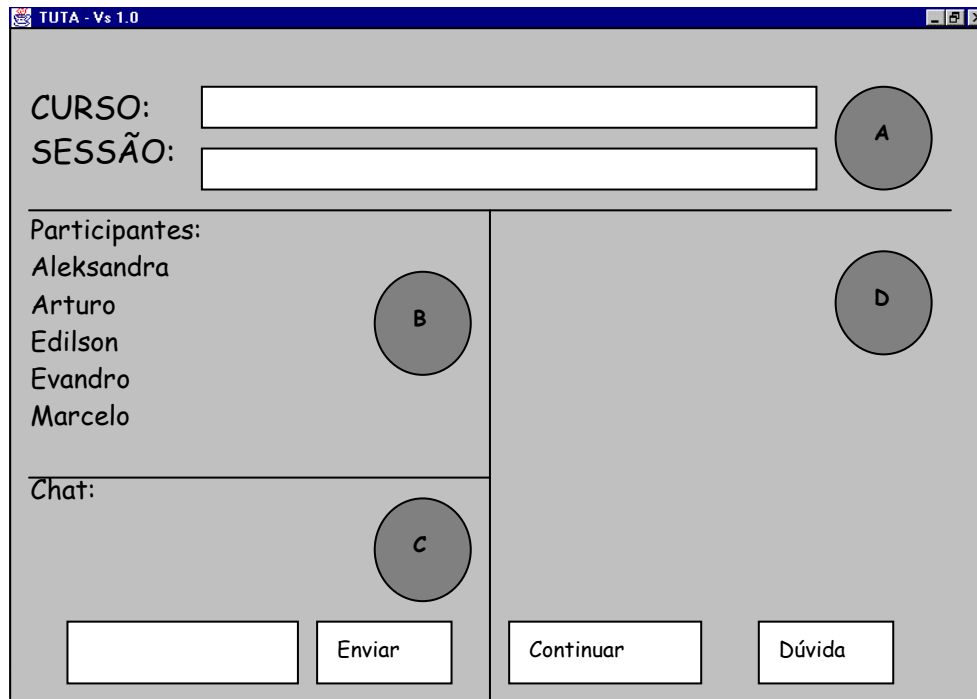 TUTA - Vs 1.0
CURSO:
A
SESSÃO:
Participantes:
Aleksandra
Arturo
Edilson
Evandro
Marcelo
B
D
Chat:
C
Enviar
Continuar
Dúvida